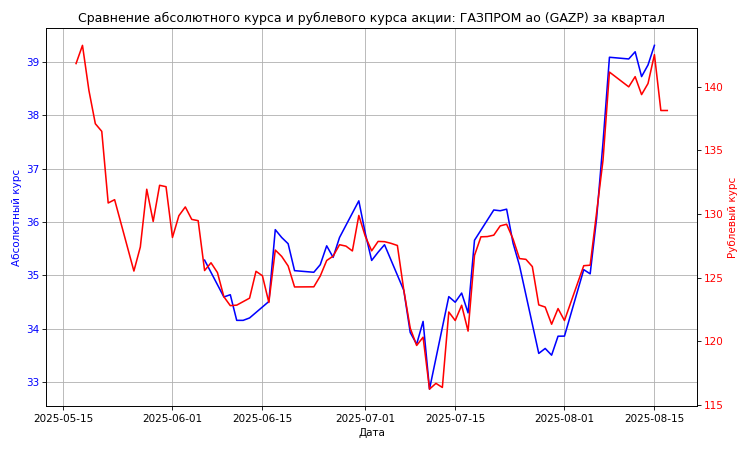 Сравнение абсолютного курса и рублевого курса акции: ГАЗПРОМ ао (GAZP) за квартал
39
38
37
36
35
34
33
Абсолютный курс
140
135
130
125
120
115
Рублевый курс
2025-05-15 2025-06-01 2025-06-15 2025-07-01 2025-07-15 2025-08-01 2025-08-15
Дата